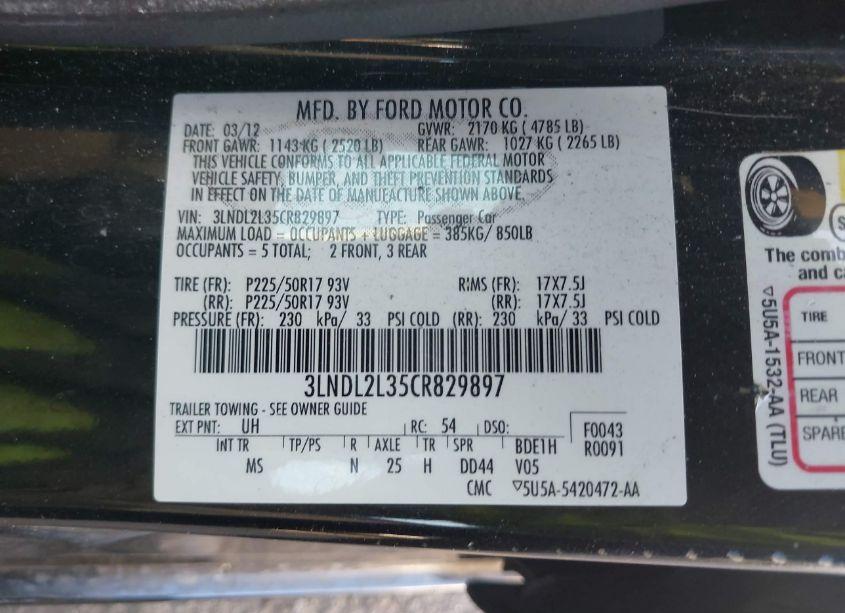 MFD. BY FORD MOTOR CO.
DATE: 03/12 GVWR: 2170 KG ( 4785 LB)
FRONT GAWR: 1143 KG ( 2520 LB) REAR GAWR: 1027 KG ( 2265 LB)
THIS VEHICLE CONFORMS TO ALL APPLICABLE FEDERAL MOTOR
VEHICLE SAFETY, BUMPER, AND THEFT PREVENTION STANDARDS
IN EFFECT ON THE DATE OF MANUFACTURE SHOWN ABOVE.
VIN: 3LNDL2L35CR829897 TYPE: Passenger Car
MAXIMUM LOAD = OCCUPANTS + LUGGAGE = 385KG/ 850LB
OCCUPANTS = 5 TOTAL; 2 FRONT, 3 REAR
TIRE (FR): P225/50R17 93V RIMS (FR): 17X7.5J
(RR): P225/50R17 93V (RR): 17X7.5J
PRESSURE (FR): 230 kPa/ 33 PSI COLD (RR): 230 kPa/ 33 PSI COLD
3LNDL2L35CR829897
TRAILER TOWING - SEE OWNER GUIDE
EXT PNT: UH RC: 54 DSO: F0043
INT TR TP/PS R AXLE TR SPR BDE1H R0091
MS N 25 H DD44 V05
CMC ▽5U5A-5420472-AA
The comb
and ca
TIRE
FRONT
REAR
SPARE
▽5U5A-1532-AA (TLU)